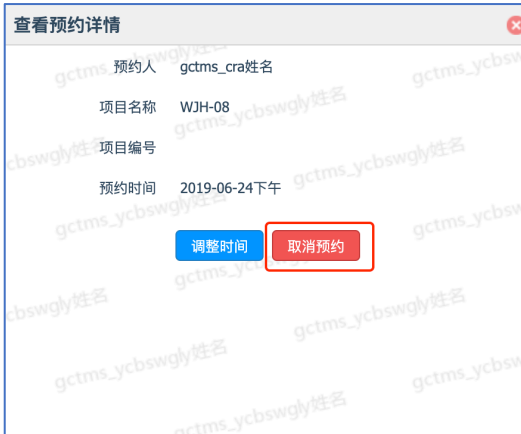 查看预约详情
预约人 gctms_cra姓名
项目名称 WJH-08
项目编号
预约时间 2019-06-24下午
调整时间 取消预约
gctms_ycbswgly姓名